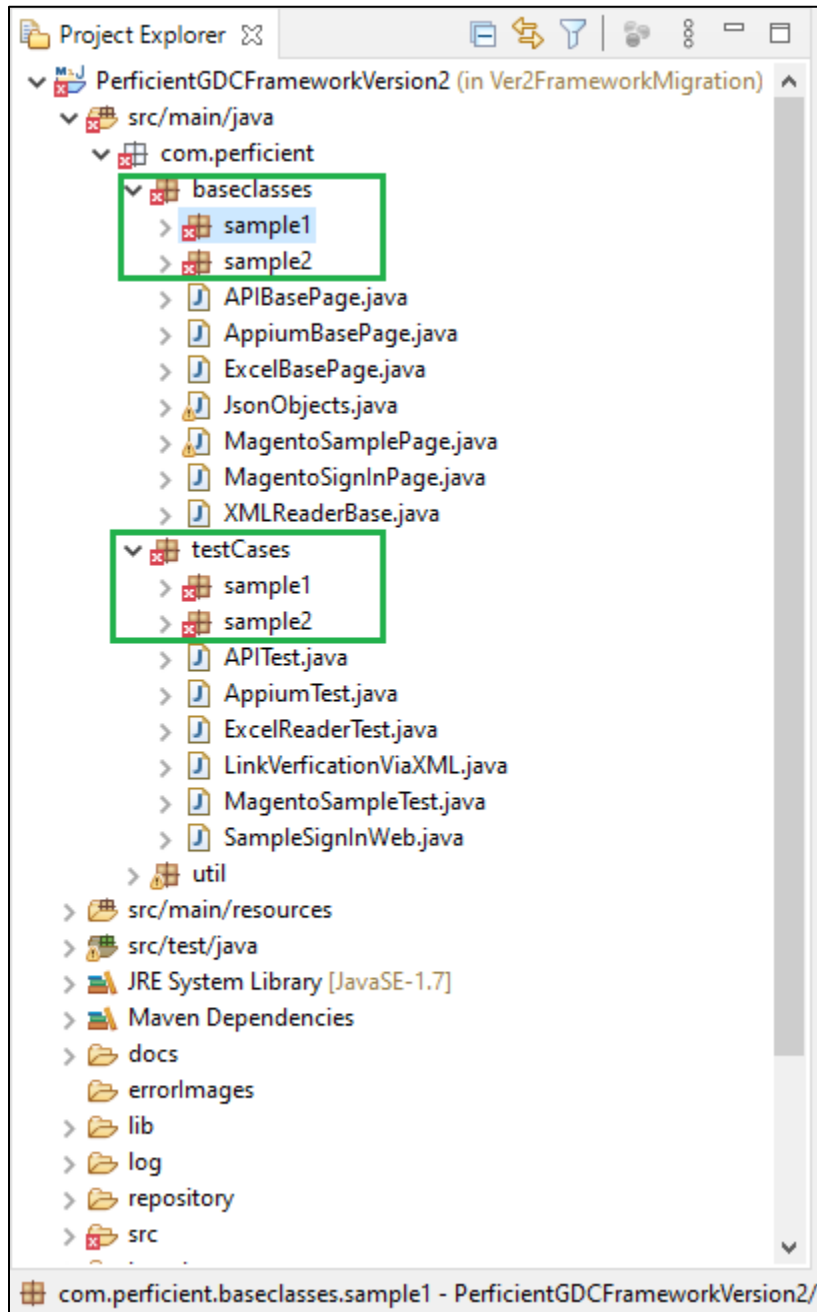 Project Explorer
PerficientGDCFrameworkVersion2 (in Ver2FrameworkMigration)
src/main/java
com.perficient
baseclasses
sample1
sample2
APIBasePage.java
AppiumBasePage.java
ExcelBasePage.java
JsonObjects.java
MagentoSamplePage.java
MagentoSignInPage.java
XMLReaderBase.java
testCases
sample1
sample2
APITest.java
AppiumTest.java
ExcelReaderTest.java
LinkVerficationViaXML.java
MagentoSampleTest.java
SampleSignInWeb.java
util
src/main/resources
src/test/java
JRE System Library [JavaSE-1.7]
Maven Dependencies
docs
errorImages
lib
log
repository
src
com.perficient.baseclasses.sample1 - PerficientGDCFrameworkVersion2/